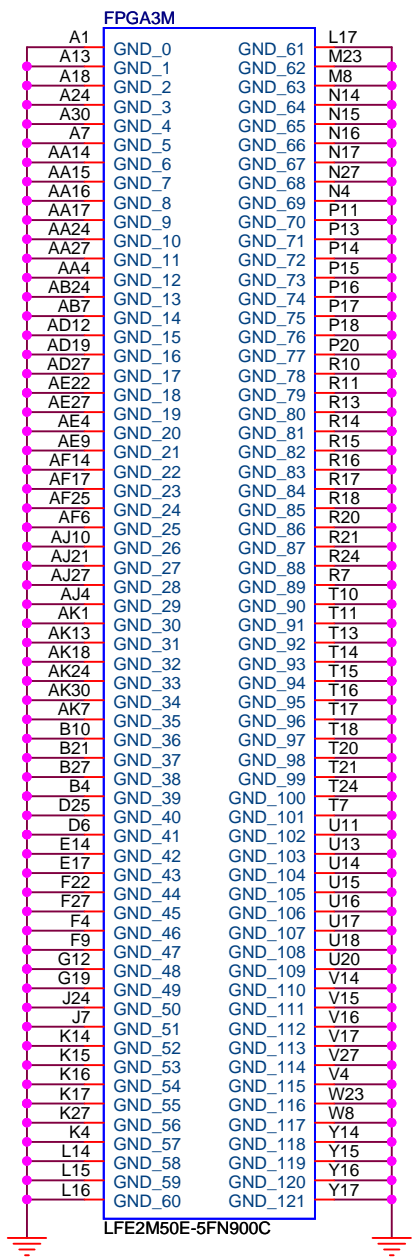 FPGA3M
A1 GND_0 GND_61 L17
A13 GND_1 GND_62 M23
A18 GND_2 GND_63 M8
A24 GND_3 GND_64 N14
A30 GND_4 GND_65 N15
A7 GND_5 GND_66 N16
AA14 GND_6 GND_67 N17
AA15 GND_7 GND_68 N27
AA16 GND_8 GND_69 N4
AA17 GND_9 GND_70 P11
AA24 GND_10 GND_71 P13
AA27 GND_11 GND_72 P14
AA4 GND_12 GND_73 P15
AB24 GND_13 GND_74 P16
AB7 GND_14 GND_75 P17
AD12 GND_15 GND_76 P18
AD19 GND_16 GND_77 P20
AD27 GND_17 GND_78 R10
AE22 GND_18 GND_79 R11
AE27 GND_19 GND_80 R13
AE4 GND_20 GND_81 R14
AE9 GND_21 GND_82 R15
AF14 GND_22 GND_83 R16
AF17 GND_23 GND_84 R17
AF25 GND_24 GND_85 R18
AF6 GND_25 GND_86 R20
AJ10 GND_26 GND_87 R21
AJ21 GND_27 GND_88 R24
AJ27 GND_28 GND_89 R7
AJ4 GND_29 GND_90 T10
AK1 GND_30 GND_91 T11
AK13 GND_31 GND_92 T13
AK18 GND_32 GND_93 T14
AK24 GND_33 GND_94 T15
AK30 GND_34 GND_95 T16
AK7 GND_35 GND_96 T17
B10 GND_36 GND_97 T18
B21 GND_37 GND_98 T20
B27 GND_38 GND_99 T21
B4 GND_39 GND_100 T24
D25 GND_40 GND_101 T7
D6 GND_41 GND_102 U11
E14 GND_42 GND_103 U13
E17 GND_43 GND_104 U14
F22 GND_44 GND_105 U15
F27 GND_45 GND_106 U16
F4 GND_46 GND_107 U17
F9 GND_47 GND_108 U18
G12 GND_48 GND_109 U20
G19 GND_49 GND_110 V14
J24 GND_50 GND_111 V15
J7 GND_51 GND_112 V16
K14 GND_52 GND_113 V17
K15 GND_53 GND_114 V27
K16 GND_54 GND_115 V4
K17 GND_55 GND_116 W23
K27 GND_56 GND_117 W8
K4 GND_57 GND_118 Y14
L14 GND_58 GND_119 Y15
L15 GND_59 GND_120 Y16
L16 GND_60 GND_121 Y17
LFE2M50E-5FN900C